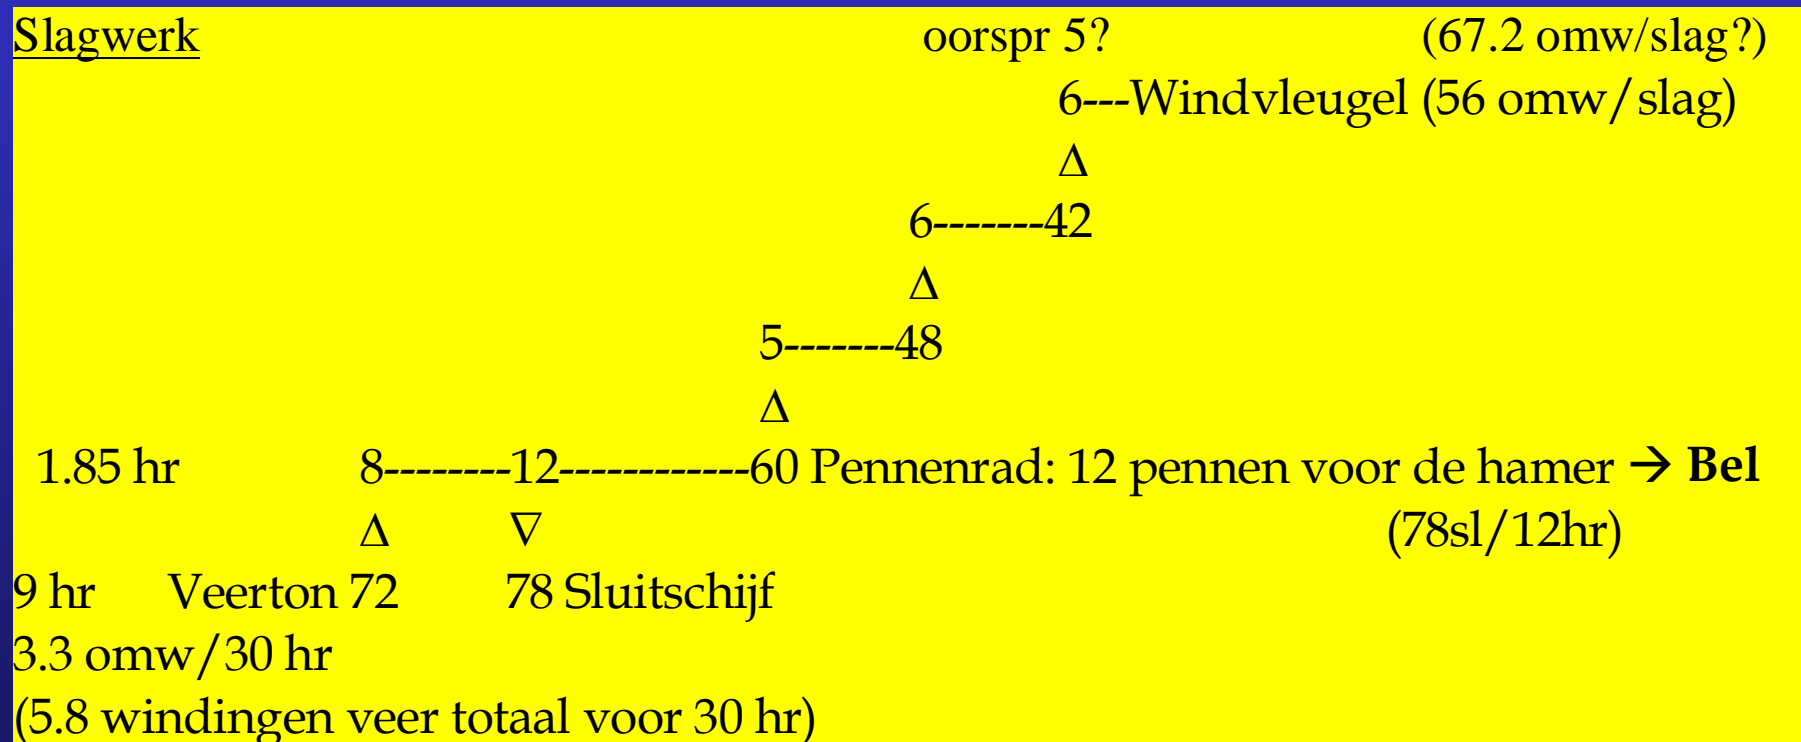 Slagwerk oorspr 5? (67.2 omw/slag?)
6---Windvleugel (56 omw/slag)
Δ
6-------42
Δ
5-------48
Δ
1.85 hr 8--------12------------60 Pennenrad: 12 pennen voor de hamer → Bel
Δ ∇ (78sl/12hr)
9 hr Veerton 72 78 Sluitschijf
3.3 omw/30 hr
(5.8 windingen veer totaal voor 30 hr)